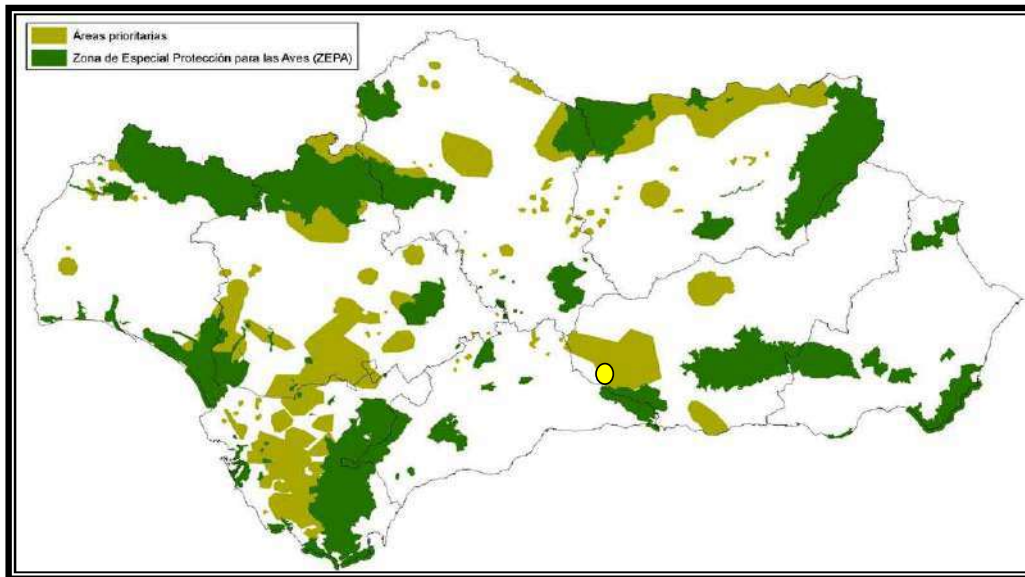 Áreas prioritarias
Zona de Especial Protección para las Aves (ZEPA)